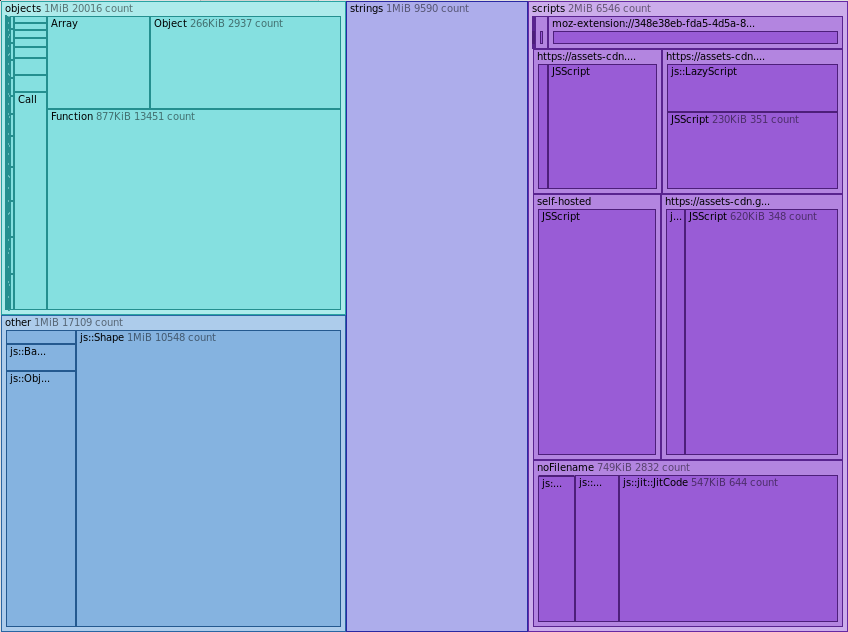 objects 1MiB 20016 count
Array
Object 266KiB 2937 count
Call
Function 877KiB 13451 count
other 1MiB 17109 count
js::Shape 1MiB 10548 count
js::Ba...
js::Obj...
strings 1MiB 9590 count
scripts 2MiB 6546 count
moz-extension://348e38eb-fda5-4d5a-8...
https://assets-cdn....
JSScript
https://assets-cdn....
js::LazyScript
JSScript 230KiB 351 count
self-hosted
JSScript
https://assets-cdn.g...
j...
JSScript 620KiB 348 count
noFilename 749KiB 2832 count
js:...
js::...
js::jit::JitCode 547KiB 644 count